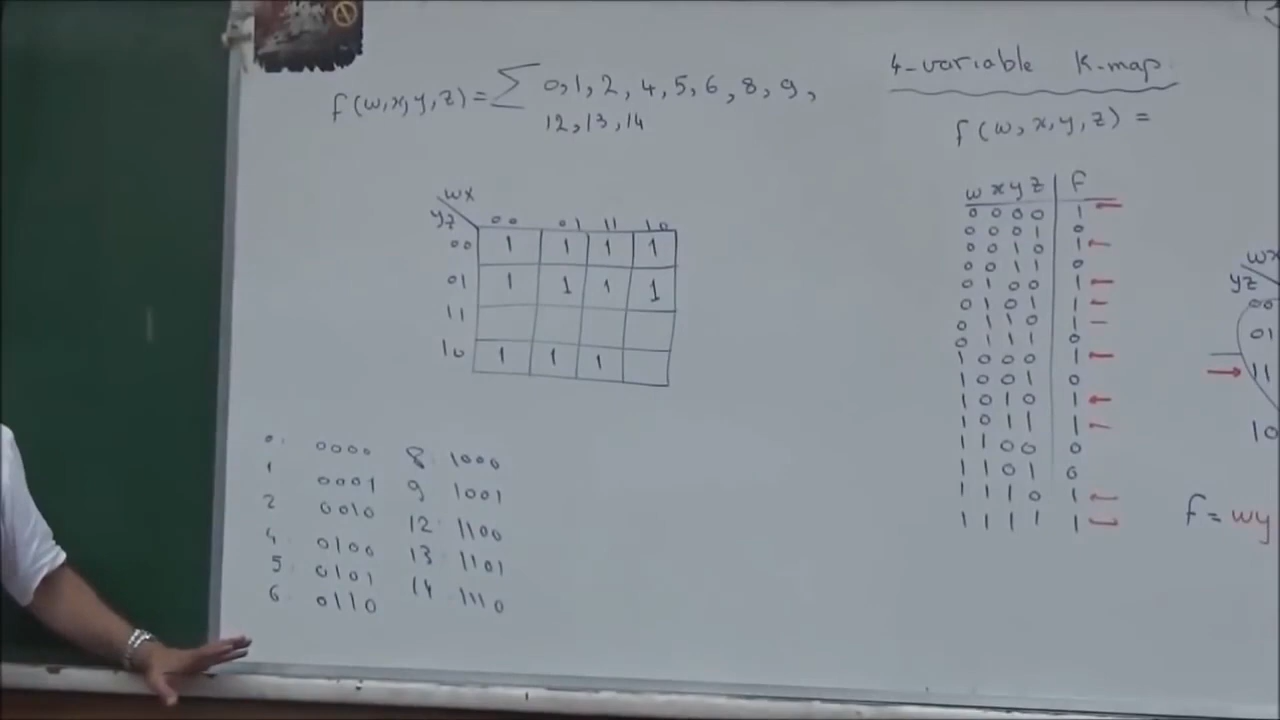 f(w,x,y,z) = ∑ 0,1,2,4,5,6,8,9,
12,13,14
wx
yz 00 01 11 10
00 1 1 1 1
01 1 1 1 1
11
10 1 1 1
0: 0000 8 1000
1 0001 9 1001
2 0010 12 1100
4 0100 13 1101
5 0101 14 1110
6 0110
4-variable K-map
f(w,x,y,z) =
w x y z F
0 0 0 0 1
0 0 0 1 0
0 0 1 0 1
0 0 1 1 0
0 1 0 0 1
0 1 0 1 1
0 1 1 0 1
0 1 1 1 0
1 0 0 0 1
1 0 0 1 0
1 0 1 0 1
1 0 1 1 1
1 1 0 0 0
1 1 0 1 0
1 1 1 0 1
1 1 1 1 1
wx
yz
00
01
11
10
F = wy